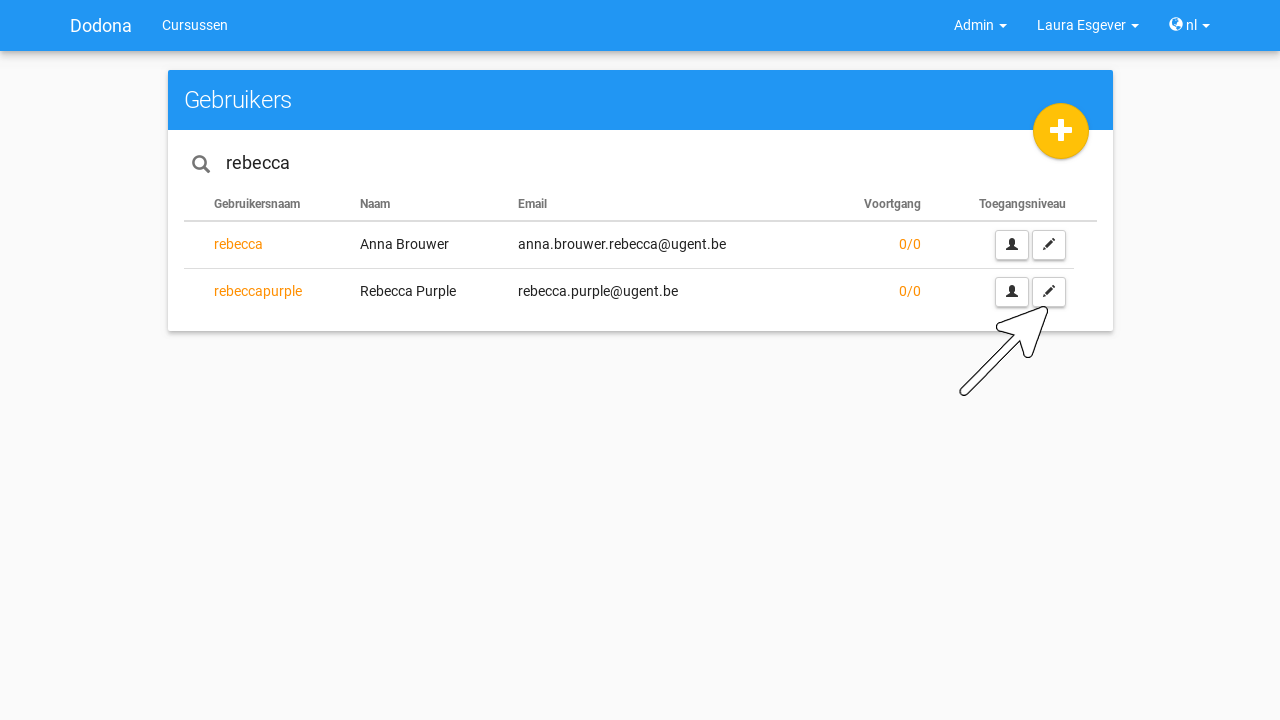 Dodona Cursussen Admin Laura Esgever nl
Gebruikers
rebecca
Gebruikersnaam Naam Email Voortgang Toegangsniveau
rebecca Anna Brouwer anna.brouwer.rebecca@ugent.be 0/0
rebeccapurple Rebecca Purple rebecca.purple@ugent.be 0/0